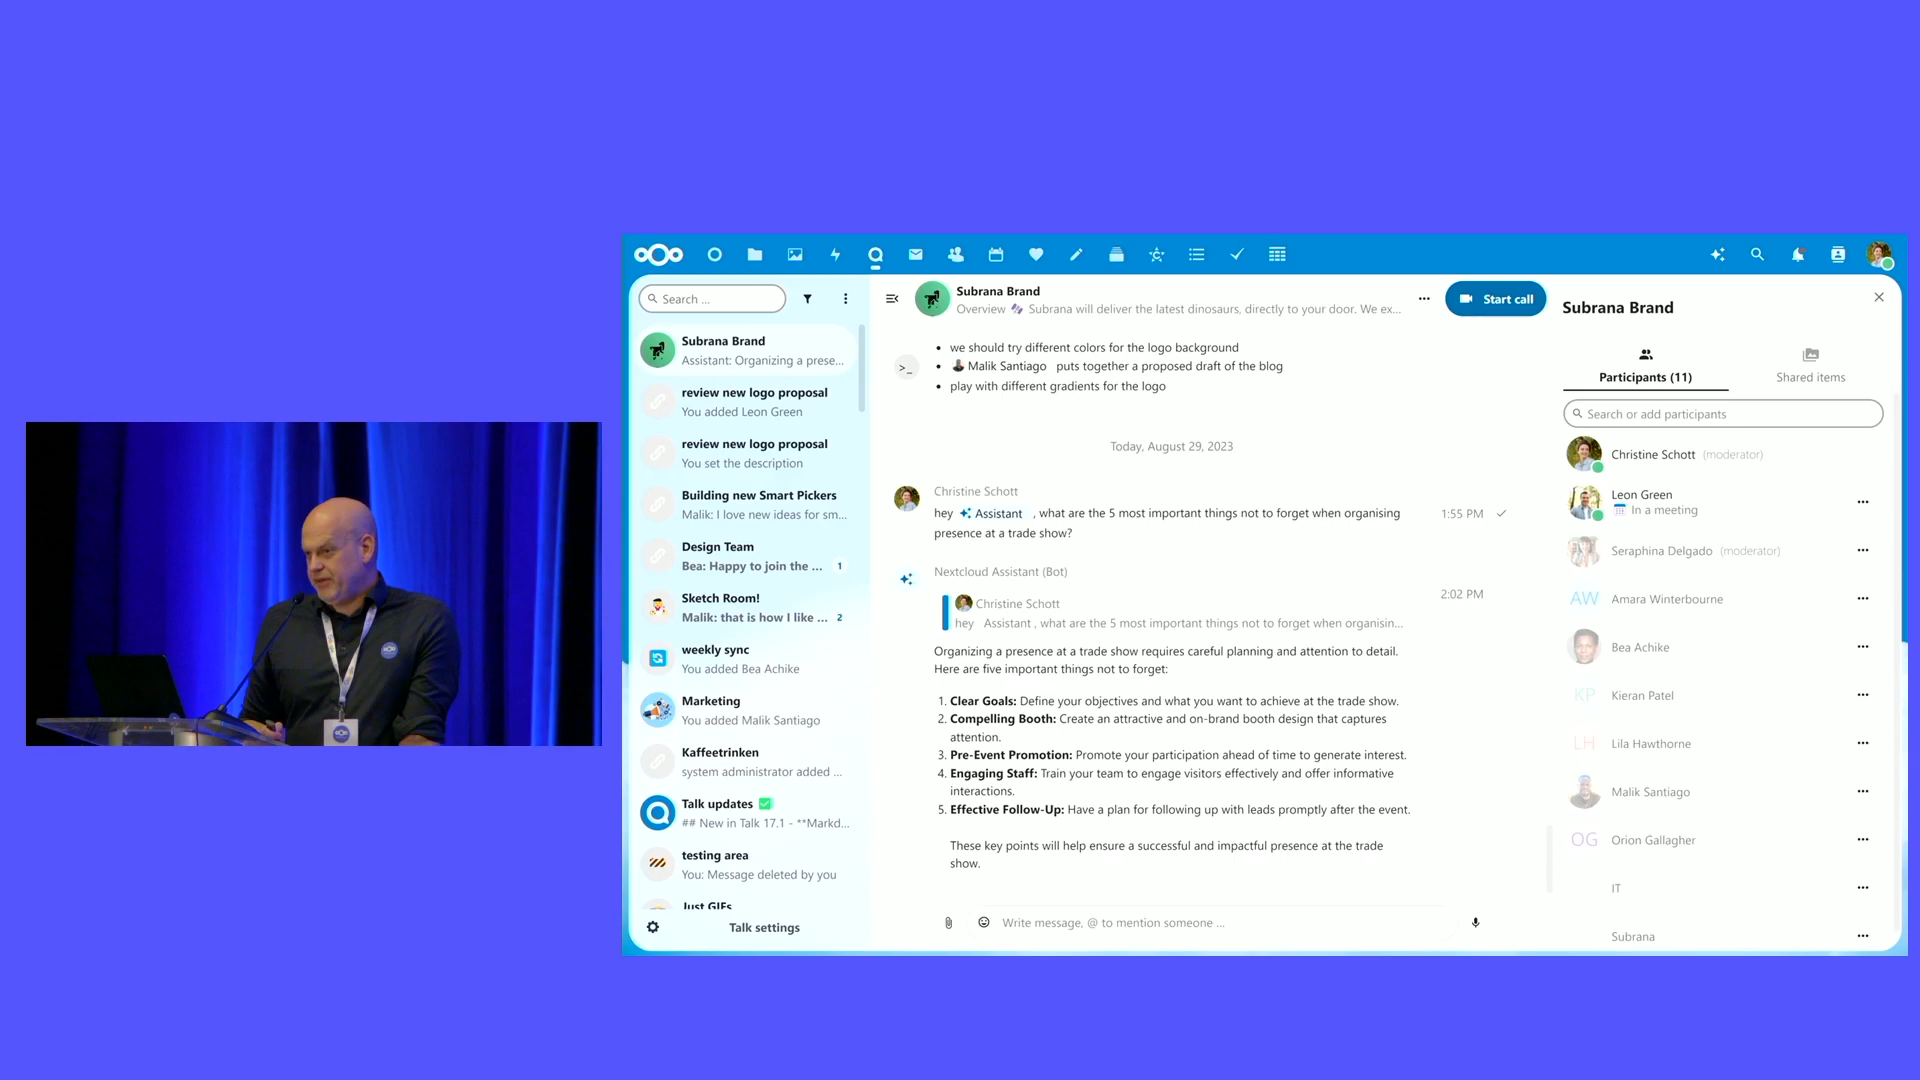 Search ...
Subrana Brand
Assistant: Organizing a prese...
review new logo proposal
You added Leon Green
review new logo proposal
You set the description
Building new Smart Pickers
Malik: I love new ideas for sm...
Design Team
Bea: Happy to join the ... 1
Sketch Room!
Malik: that is how I like ... 2
weekly sync
You added Bea Achike
Marketing
You added Malik Santiago
Kaffeetrinken
system administrator added ...
Talk updates ✅
## New in Talk 17.1 - **Markd...
testing area
You: Message deleted by you
Just GIFs
Talk settings
Subrana Brand
Overview Subrana will deliver the latest dinosaurs, directly to your door. We ex...
Start call
>_
• we should try different colors for the logo background
• Malik Santiago puts together a proposed draft of the blog
• play with different gradients for the logo
Today, August 29, 2023
Christine Schott
hey Assistant , what are the 5 most important things not to forget when organising
presence at a trade show?
1:55 PM
Nextcloud Assistant (Bot)
2:02 PM
Christine Schott
hey Assistant , what are the 5 most important things not to forget when organisin...
Organizing a presence at a trade show requires careful planning and attention to detail.
Here are five important things not to forget:
1. Clear Goals: Define your objectives and what you want to achieve at the trade show.
2. Compelling Booth: Create an attractive and on-brand booth design that captures
attention.
3. Pre-Event Promotion: Promote your participation ahead of time to generate interest.
4. Engaging Staff: Train your team to engage visitors effectively and offer informative
interactions.
5. Effective Follow-Up: Have a plan for following up with leads promptly after the event.
These key points will help ensure a successful and impactful presence at the trade
show.
Write message, @ to mention someone ...
Subrana Brand
Participants (11)
Shared items
Search or add participants
Christine Schott (moderator)
Leon Green
In a meeting
Seraphina Delgado (moderator)
AW Amara Winterbourne
Bea Achike
KP Kieran Patel
LH Lila Hawthorne
Malik Santiago
OG Orion Gallagher
IT
Subrana